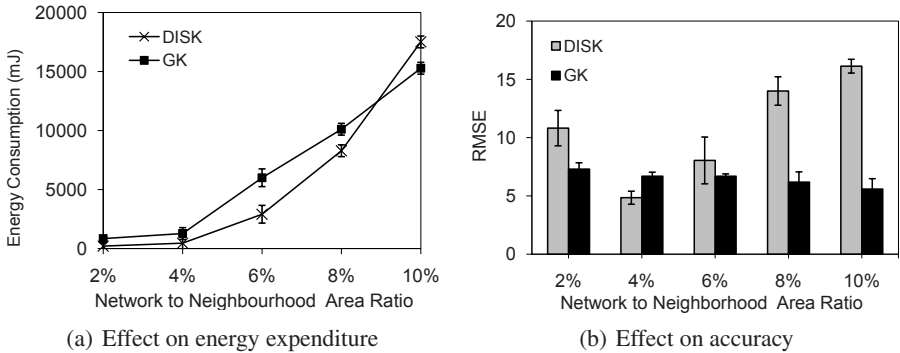 20000
15000
10000
5000
0
Energy Consumption (mJ)
DISK
GK
2% 4% 6% 8% 10%
Network to Neighbourhood Area Ratio
(a) Effect on energy expenditure
20
15
10
5
0
RMSE
DISK
GK
2% 4% 6% 8% 10%
Network to Neighborhood Area Ratio
(b) Effect on accuracy